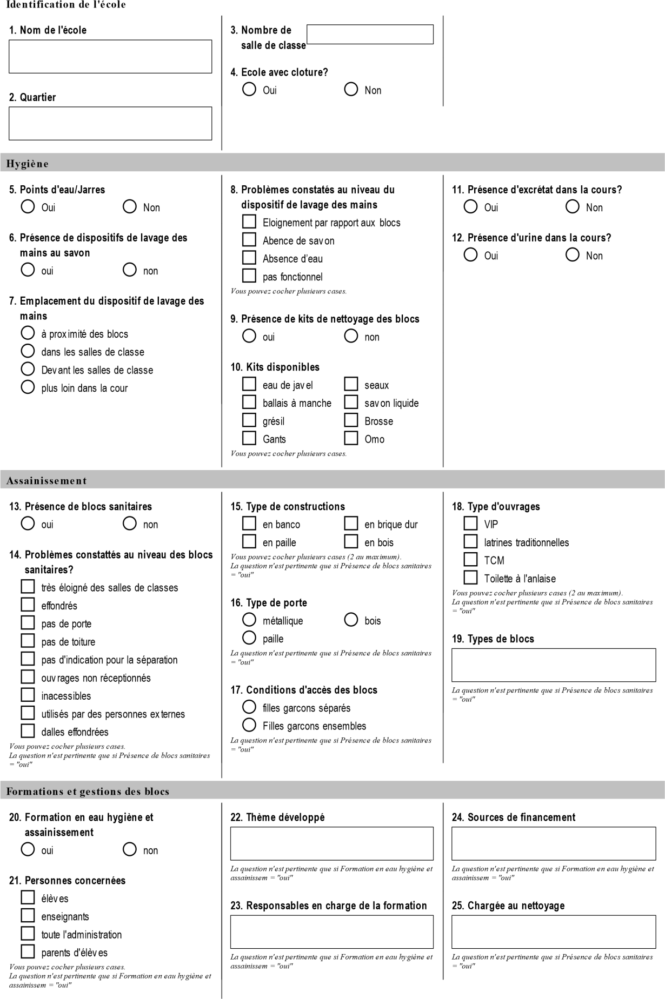 Identification de l'école
1. Nom de l'école
2. Quartier
3. Nombre de
salle de classe
4. Ecole avec cloture?
Oui Non
Hygiène
5. Points d'eau/Jarres
Oui Non
6. Présence de dispositifs de lavage des
mains au savon
oui non
7. Emplacement du dispositif de lavage des
mains
à proximité des blocs
dans les salles de classe
Devant les salles de classe
plus loin dans la cour
8. Problèmes constatés au niveau du
dispositif de lavage des mains
Eloignement par rapport aux blocs
Abence de savon
Absence d’eau
pas fonctionnel
Vous pouvez cocher plusieurs cases.
9. Présence de kits de nettoyage des blocs
oui non
10. Kits disponibles
eau de javel seaux
ballais à manche savon liquide
grésil Brosse
Gants Omo
Vous pouvez cocher plusieurs cases.
11. Présence d'excrétat dans la cours?
Oui Non
12. Présence d'urine dans la cours?
Oui Non
Assainissement
13. Présence de blocs sanitaires
oui non
14. Problèmes constattés au niveau des blocs
sanitaires?
très éloigné des salles de classes
effondrés
pas de porte
pas de toiture
pas d'indication pour la séparation
ouvrages non réceptionnés
inacessibles
utilisés par des personnes externes
dalles effondrées
Vous pouvez cocher plusieurs cases.
La question n'est pertinente que si Présence de blocs sanitaires
= "oui"
15. Type de constructions
en banco en brique dur
en paille en bois
Vous pouvez cocher plusieurs cases (2 au maximum).
La question n'est pertinente que si Présence de blocs sanitaires
= "oui"
16. Type de porte
métallique bois
paille
La question n'est pertinente que si Présence de blocs sanitaires
= "oui"
17. Conditions d'accès des blocs
filles garcons séparés
Filles garcons ensembles
La question n'est pertinente que si Présence de blocs sanitaires
= "oui"
18. Type d'ouvrages
VIP
latrines traditionnelles
TCM
Toilette à l'anlaise
Vous pouvez cocher plusieurs cases (2 au maximum).
La question n'est pertinente que si Présence de blocs sanitaires
= "oui"
19. Types de blocs
La question n'est pertinente que si Présence de blocs sanitaires
= "oui"
Formations et gestions des blocs
20. Formation en eau hygiène et
assainissement
oui non
21. Personnes concernées
élèves
enseignants
toute l'administration
parents d'élèves
Vous pouvez cocher plusieurs cases.
La question n'est pertinente que si Formation en eau hygiène et
assainissem = "oui"
22. Thème développé
La question n'est pertinente que si Formation en eau hygiène et
assainissem = "oui"
23. Responsables en charge de la formation
La question n'est pertinente que si Formation en eau hygiène et
assainissem = "oui"
24. Sources de financement
La question n'est pertinente que si Formation en eau hygiène et
assainissem = "oui"
25. Chargée au nettoyage
La question n'est pertinente que si Présence de blocs sanitaires
= "oui"